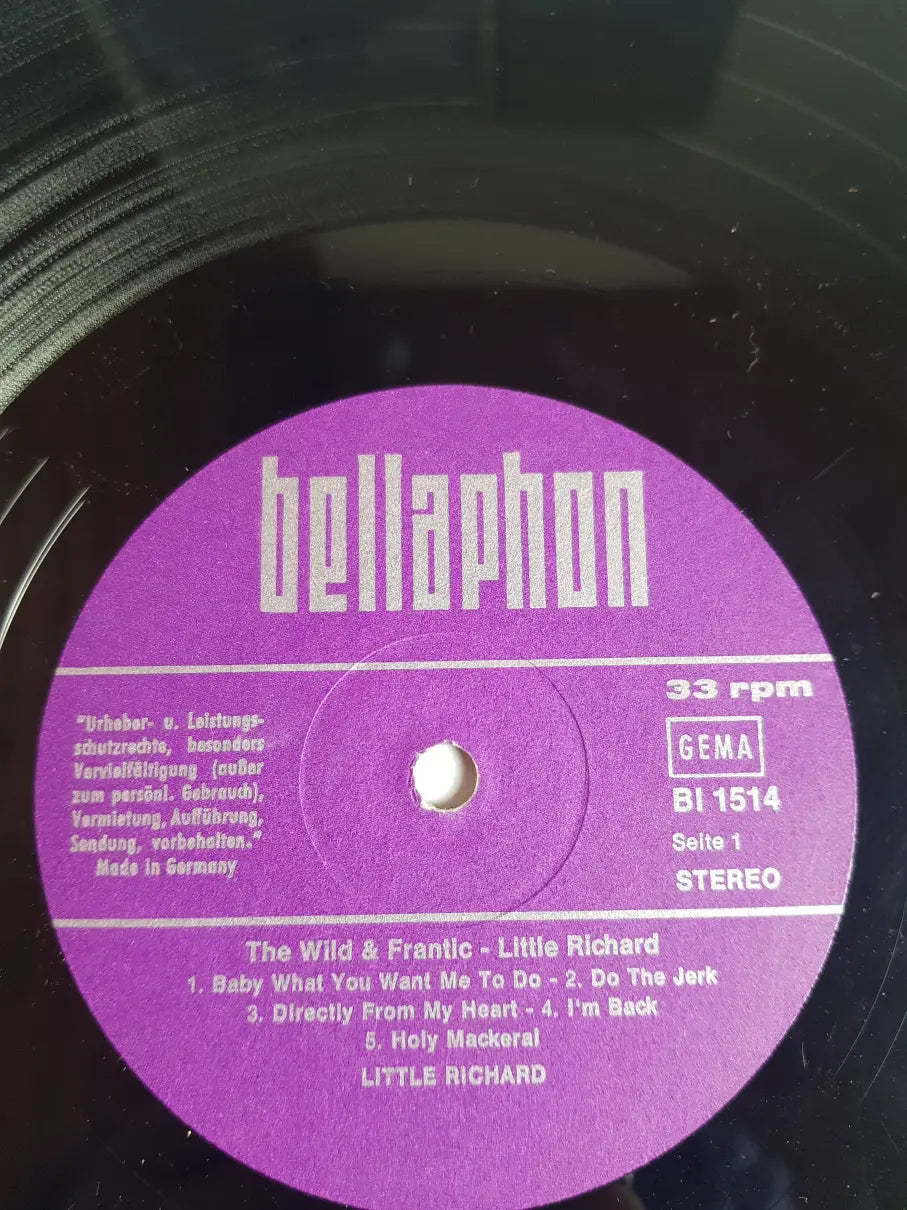 bellaphon
33 rpm
"Urheber- u. Leistungs-
schutzrechte, besonders
Vervielfältigung (außer
zum persönl. Gebrauch),
Vermietung, Aufführung,
Sendung, vorbehalten."
Made in Germany
GEMA
BI 1514
Seite 1
STEREO
The Wild & Frantic - Little Richard
1. Baby What You Want Me To Do - 2. Do The Jerk
3. Directly From My Heart - 4. I'm Back
5. Holy Mackeral
LITTLE RICHARD